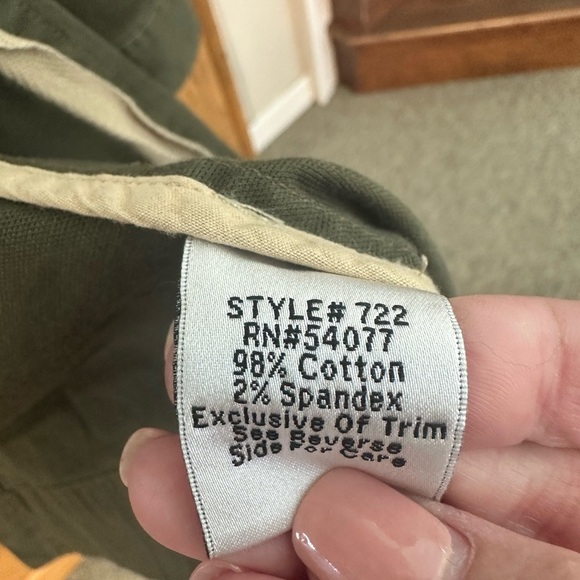 STYLE# 722
RN#54077
98% Cotton
2% Spandex
Exclusive Of Trim
See Reverse
Side For Care